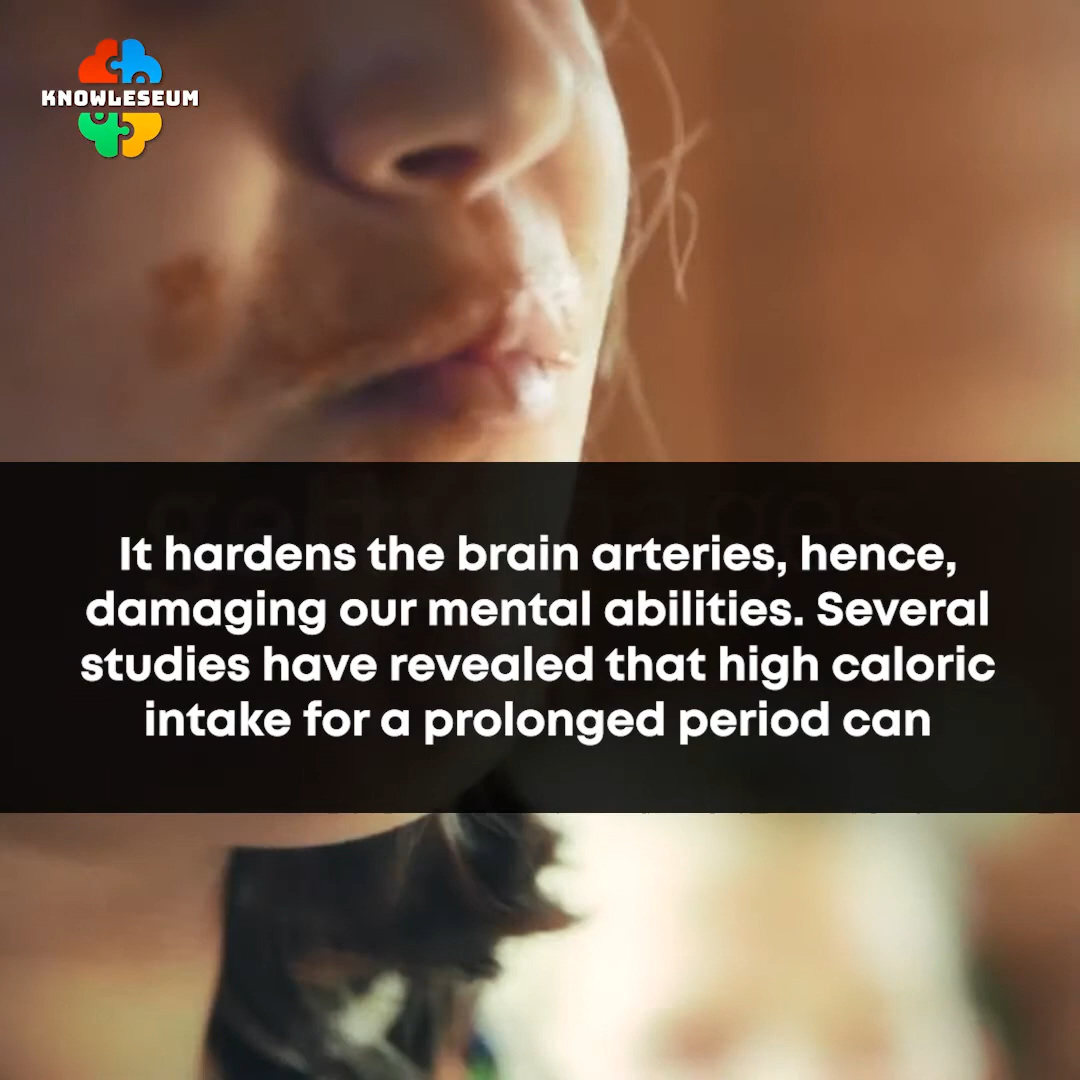 KNOWLESEUM
It hardens the brain arteries, hence,
damaging our mental abilities. Several
studies have revealed that high caloric
intake for a prolonged period can